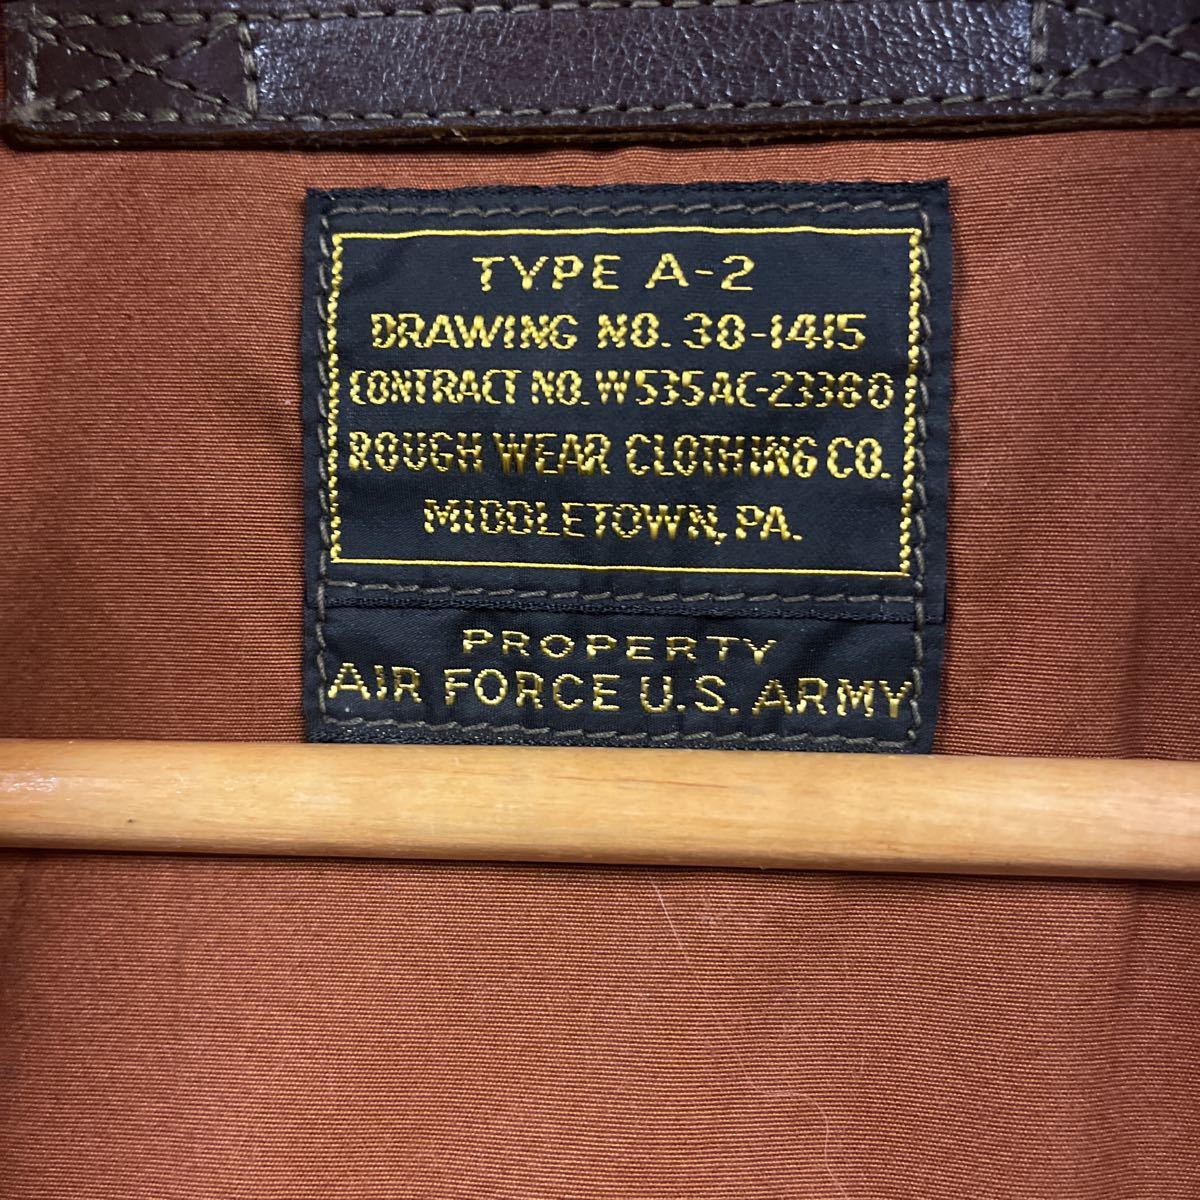 TYPE A-2
DRAWING NO. 30-1415
CONTRACT NO. W535AC-23380
ROUGH WEAR CLOTHING CO.
MIDDLETOWN, PA.
PROPERTY
AIR FORCE U.S. ARMY